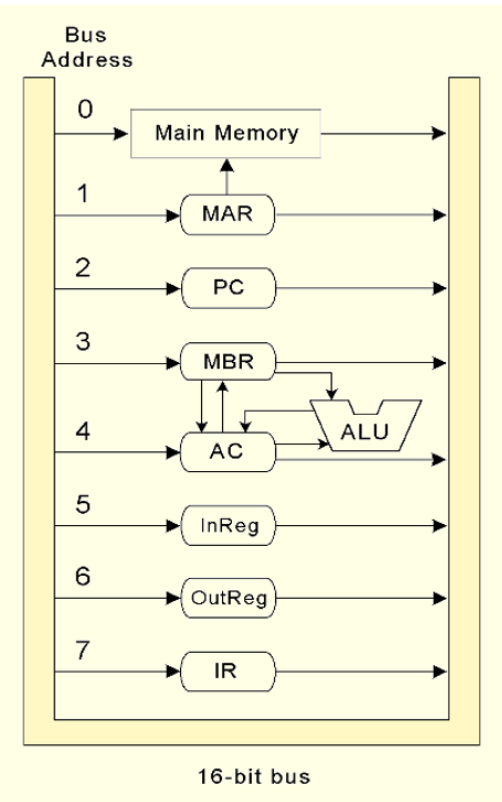 Bus
Address
0
Main Memory
1
MAR
2
PC
3
MBR
ALU
4
AC
5
InReg
6
OutReg
7
IR
16-bit bus